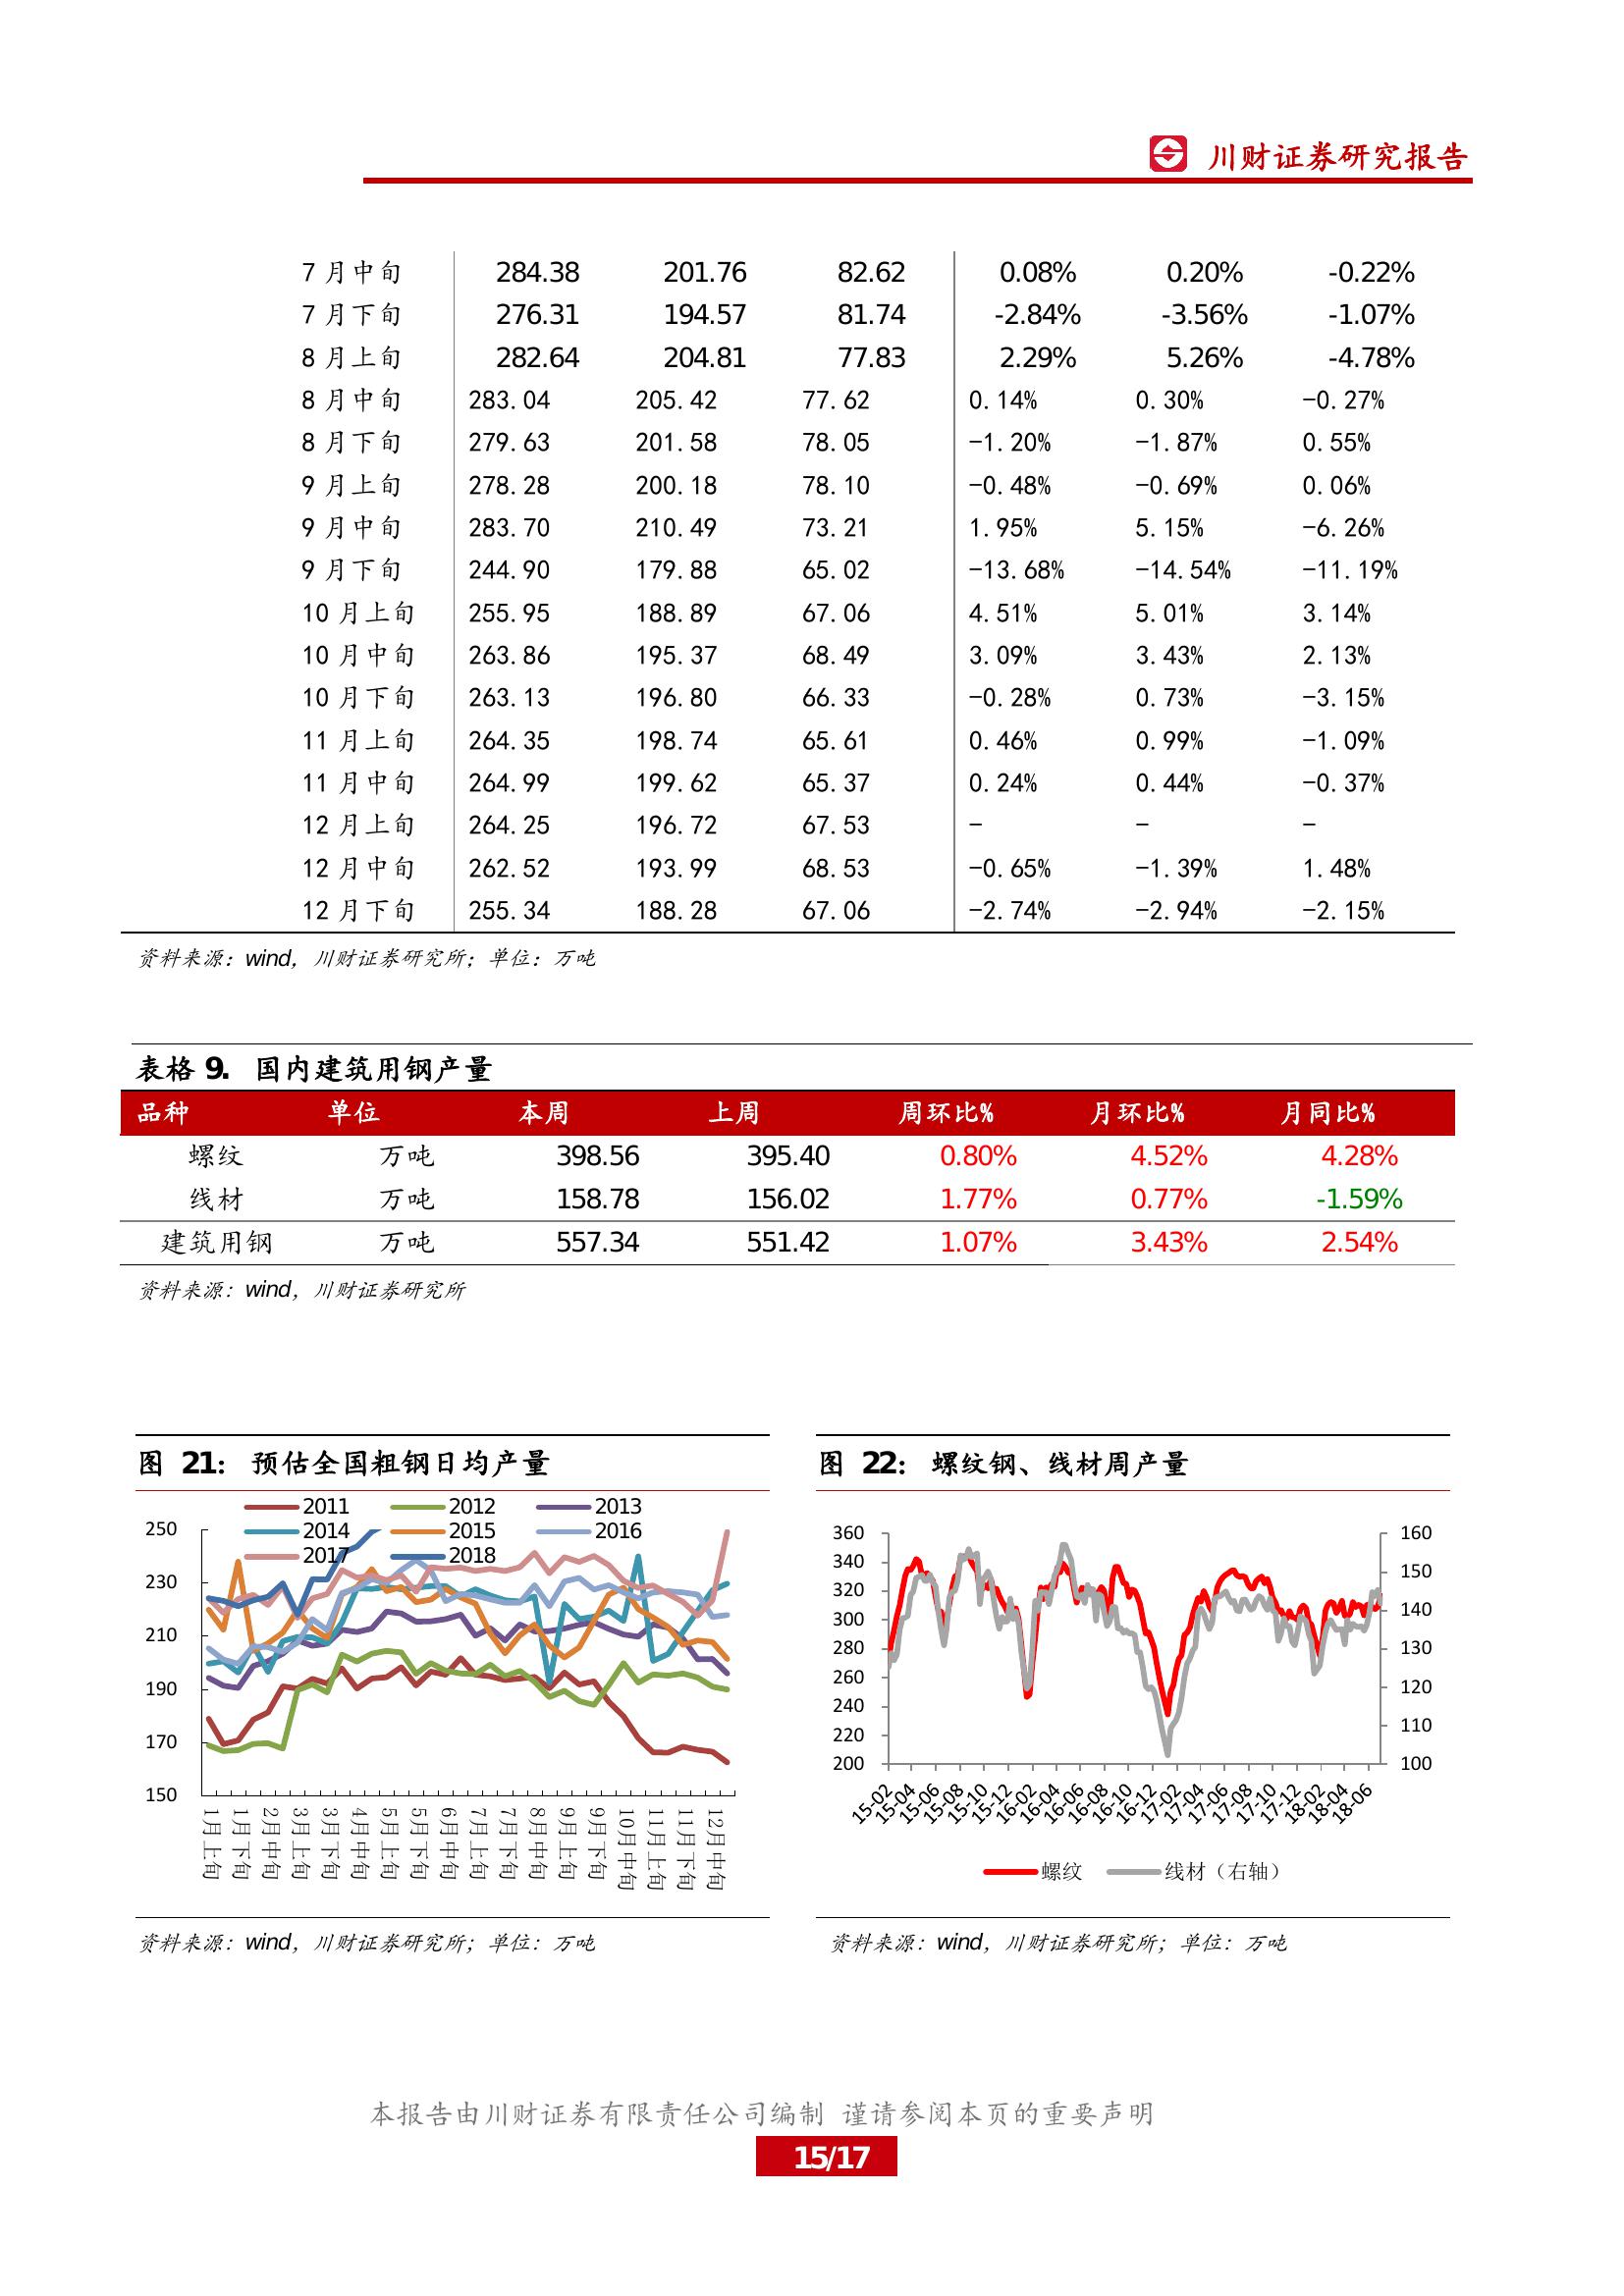 川财证券研究报告
7 月中旬 284.38 201.76 82.62 0.08% 0.20% -0.22%
7 月下旬 276.31 194.57 81.74 -2.84% -3.56% -1.07%
8 月上旬 282.64 204.81 77.83 2.29% 5.26% -4.78%
8 月中旬 283.04 205.42 77.62 0.14% 0.30% -0.27%
8 月下旬 279.63 201.58 78.05 -1.20% -1.87% 0.55%
9 月上旬 278.28 200.18 78.10 -0.48% -0.69% 0.06%
9 月中旬 283.70 210.49 73.21 1.95% 5.15% -6.26%
9 月下旬 244.90 179.88 65.02 -13.68% -14.54% -11.19%
10 月上旬 255.95 188.89 67.06 4.51% 5.01% 3.14%
10 月中旬 263.86 195.37 68.49 3.09% 3.43% 2.13%
10 月下旬 263.13 196.80 66.33 -0.28% 0.73% -3.15%
11 月上旬 264.35 198.74 65.61 0.46% 0.99% -1.09%
11 月中旬 264.99 199.62 65.37 0.24% 0.44% -0.37%
12 月上旬 264.25 196.72 67.53 - - -
12 月中旬 262.52 193.99 68.53 -0.65% -1.39% 1.48%
12 月下旬 255.34 188.28 67.06 -2.74% -2.94% -2.15%
资料来源：wind，川财证券研究所；单位：万吨
表格 9. 国内建筑用钢产量
品种 单位 本周 上周 周环比% 月环比% 月同比%
螺纹 万吨 398.56 395.40 0.80% 4.52% 4.28%
线材 万吨 158.78 156.02 1.77% 0.77% -1.59%
建筑用钢 万吨 557.34 551.42 1.07% 3.43% 2.54%
资料来源：wind，川财证券研究所
图 21： 预估全国粗钢日均产量
2011 2012 2013
2014 2015 2016
2017 2018
250
230
210
190
170
150
1月上旬 1月下旬 2月中旬 3月上旬 3月下旬 4月中旬 5月上旬 5月下旬 6月中旬 7月上旬 7月下旬 8月中旬 9月上旬 9月下旬 10月中旬 11月上旬 11月下旬 12月中旬
资料来源：wind，川财证券研究所；单位：万吨
图 22： 螺纹钢、线材周产量
360 160
340
320 150
300 140
280 130
260 120
240
220 110
200 100
15-02 15-04 15-06 15-08 15-10 15-12 16-02 16-04 16-06 16-08 16-10 16-12 17-02 17-04 17-06 17-08 17-10 17-12 18-02 18-04 18-06
螺纹 线材（右轴）
资料来源：wind，川财证券研究所；单位：万吨
本报告由川财证券有限责任公司编制 谨请参阅本页的重要声明
15/17